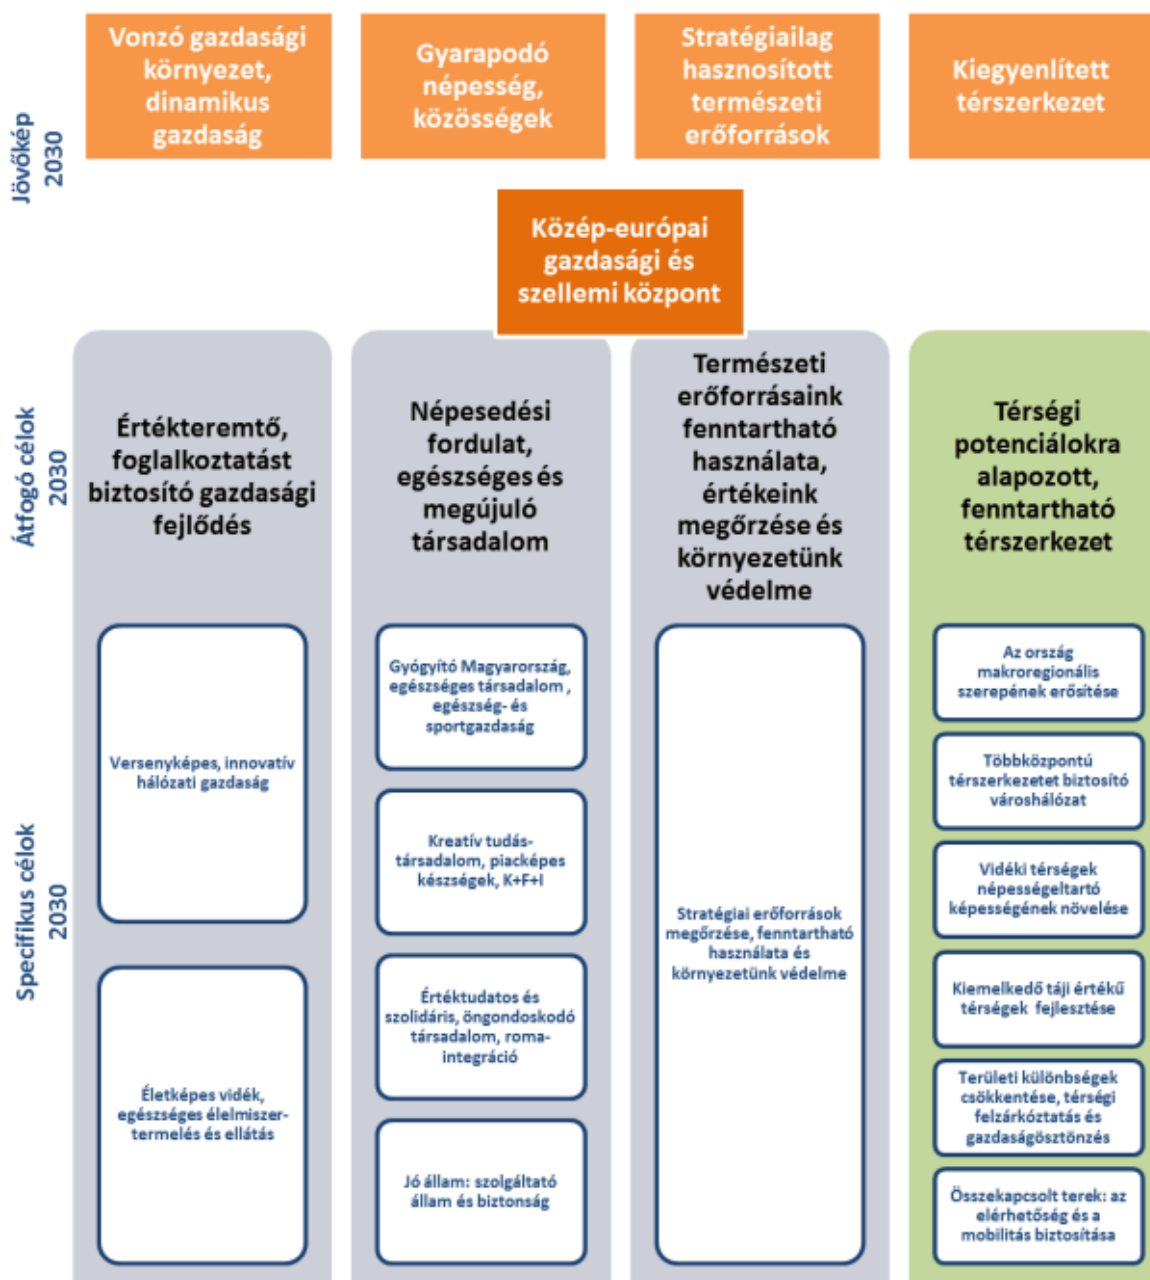 Vonzó gazdasági
környezet,
dinamikus
gazdaság
Gyarapodó
népesség,
közösségek
Stratégiailag
hasznosított
természeti
erőforrások
Kiegyenlített
térszerkezet
Jövőkép
2030
Közép-európai
gazdasági és
szellemi központ
Átfogó célok
2030
Értékteremtő,
foglalkoztatást
biztosító gazdasági
fejlődés
Népesedési
fordulat,
egészséges és
megújuló
társadalom
Természeti
erőforrásaink
fenntartható
használata,
értékeink
megőrzése és
környezetünk
védelme
Térségi
potenciálokra
alapozott,
fenntartható
térszerkezet
Specifikus célok
2030
Versenyképes, innovatív
hálózati gazdaság
Életképes vidék,
egészséges élelmiszer-
termelés és ellátás
Gyógyító Magyarország,
egészséges társadalom ,
egészség- és
sportgazdaság
Kreatív tudás-
társadalom, piacképes
készségek, K+F+I
Értéktudatos és
szolidáris, öngondoskodó
társadalom, roma-
integráció
Jó állam: szolgáltató
állam és biztonság
Stratégiai erőforrások
megőrzése, fenntartható
használata és
környezetünk védelme
Az ország
makroregionális
szerepének erősítése
Többközpontú
térszerkezetet biztosító
városhálózat
Vidéki térségek
népességeltartó
képességének növelése
Kiemelkedő táji értékű
térségek fejlesztése
Területi különbségek
csökkentése, térségi
felzárkóztatás és
gazdaságösztönzés
Összekapcsolt terek: az
elérhetőség és a
mobilitás biztosítása